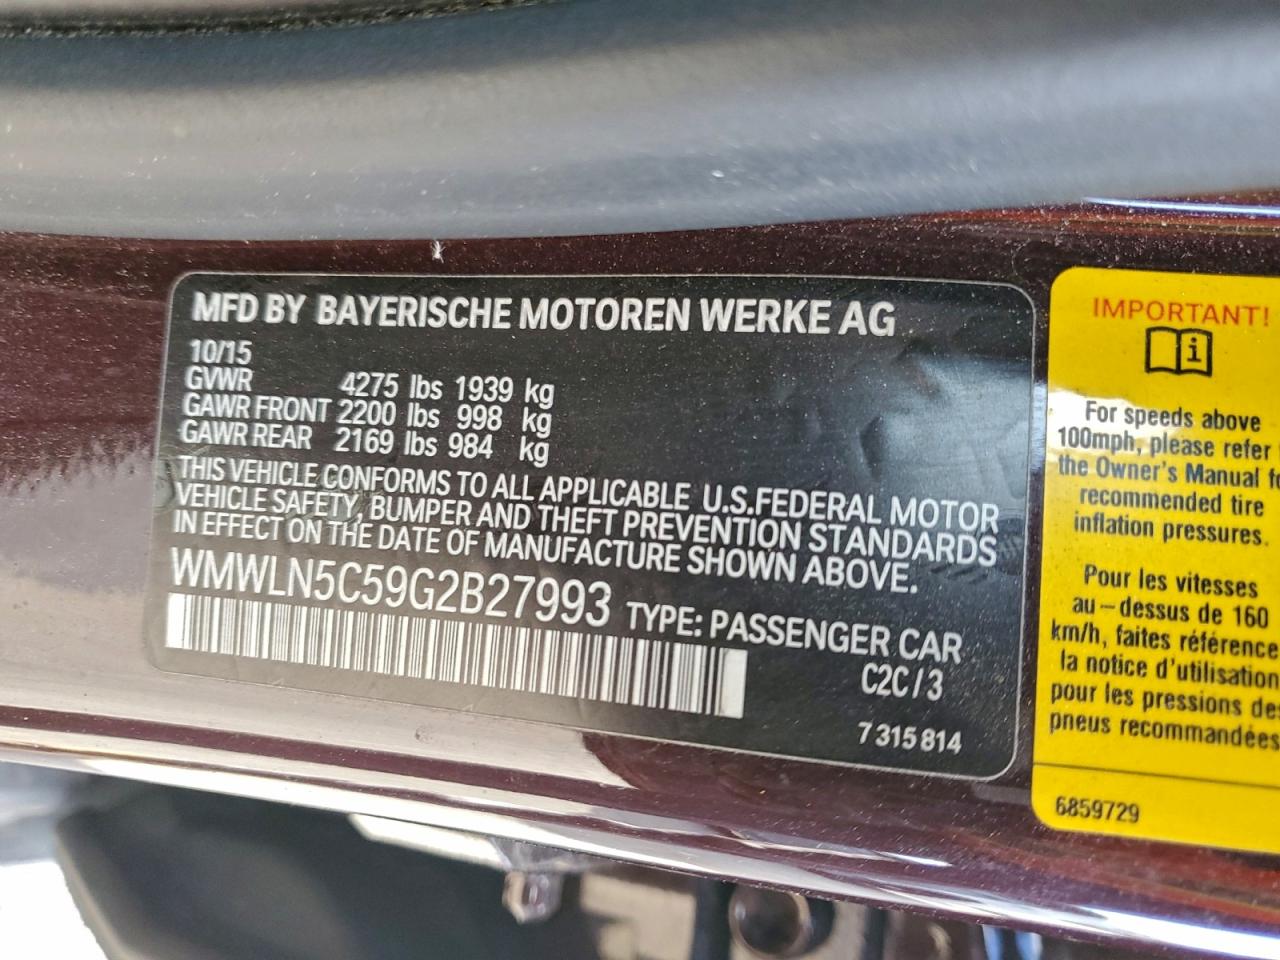 MFD BY BAYERISCHE MOTOREN WERKE AG
10/15
GVWR 4275 lbs 1939 kg
GAWR FRONT 2200 lbs 998 kg
GAWR REAR 2169 lbs 984 kg
THIS VEHICLE CONFORMS TO ALL APPLICABLE U.S.FEDERAL MOTOR
VEHICLE SAFETY, BUMPER AND THEFT PREVENTION STANDARDS
IN EFFECT ON THE DATE OF MANUFACTURE SHOWN ABOVE.
WMWLN5C59G2B27993 TYPE: PASSENGER CAR
C2C/3
7 315 814
IMPORTANT!
i
For speeds above
100mph, please refer
the Owner's Manual
recommended tire
inflation pressures.
Pour les vitesses
au-dessus de 160
km/h, faites référence
la notice d'utilisation
pour les pressions des
pneus recommandées
6859729